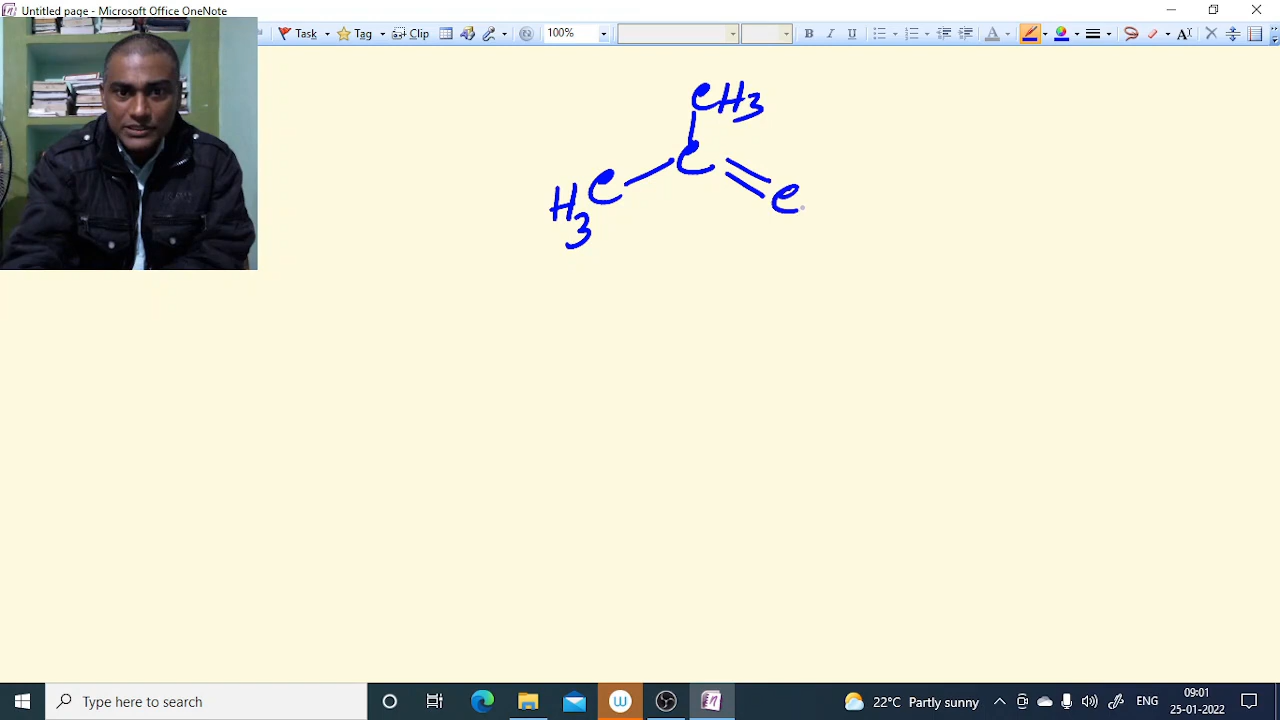 Untitled page - Microsoft Office OneNote
Task Tag Clip 100% B I U A
CH3
C
H3C
C
Type here to search
22°C Partly sunny
ENG
09:01
25-01-2022